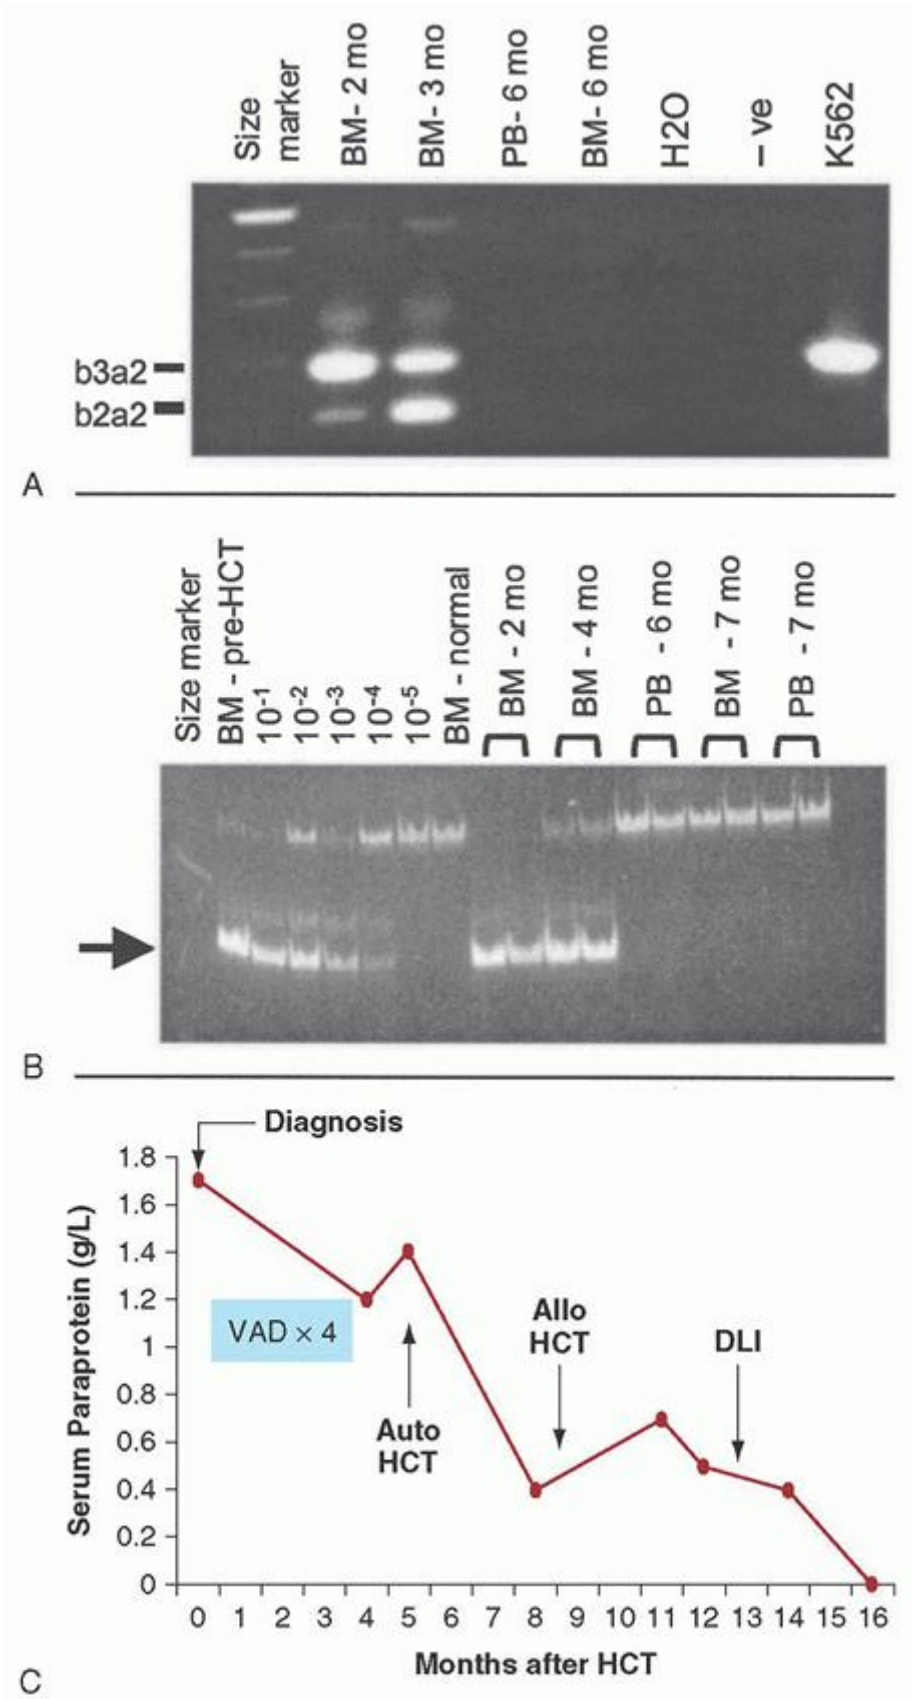 Size
marker
BM- 2 mo
BM- 3 mo
PB- 6 mo
BM- 6 mo
H2O
– ve
K562
b3a2
b2a2
A
Size marker
BM - pre-HCT
10-1
10-2
10-3
10-4
10-5
BM - normal
BM - 2 mo
BM - 4 mo
PB - 6 mo
BM - 7 mo
PB - 7 mo
B
Diagnosis
1.8
1.6
1.4
1.2
1
0.8
0.6
0.4
0.2
0
Serum Paraprotein (g/L)
VAD × 4
Auto
HCT
Allo
HCT
DLI
0 1 2 3 4 5 6 7 8 9 10 11 12 13 14 15 16
Months after HCT
C